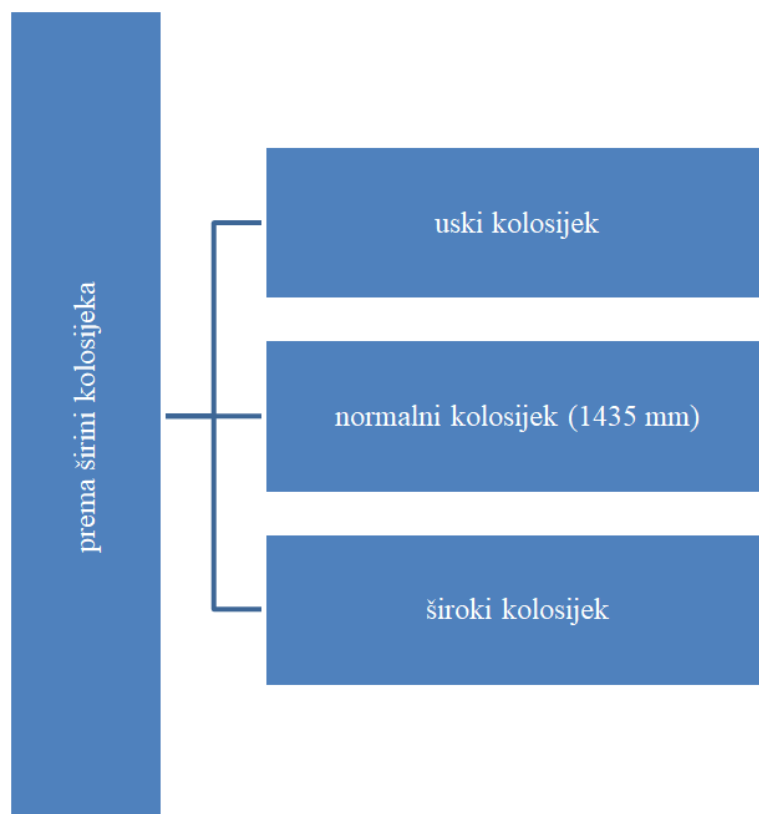 prema širini kolosijeka
uski kolosijek
normalni kolosijek (1435 mm)
široki kolosijek